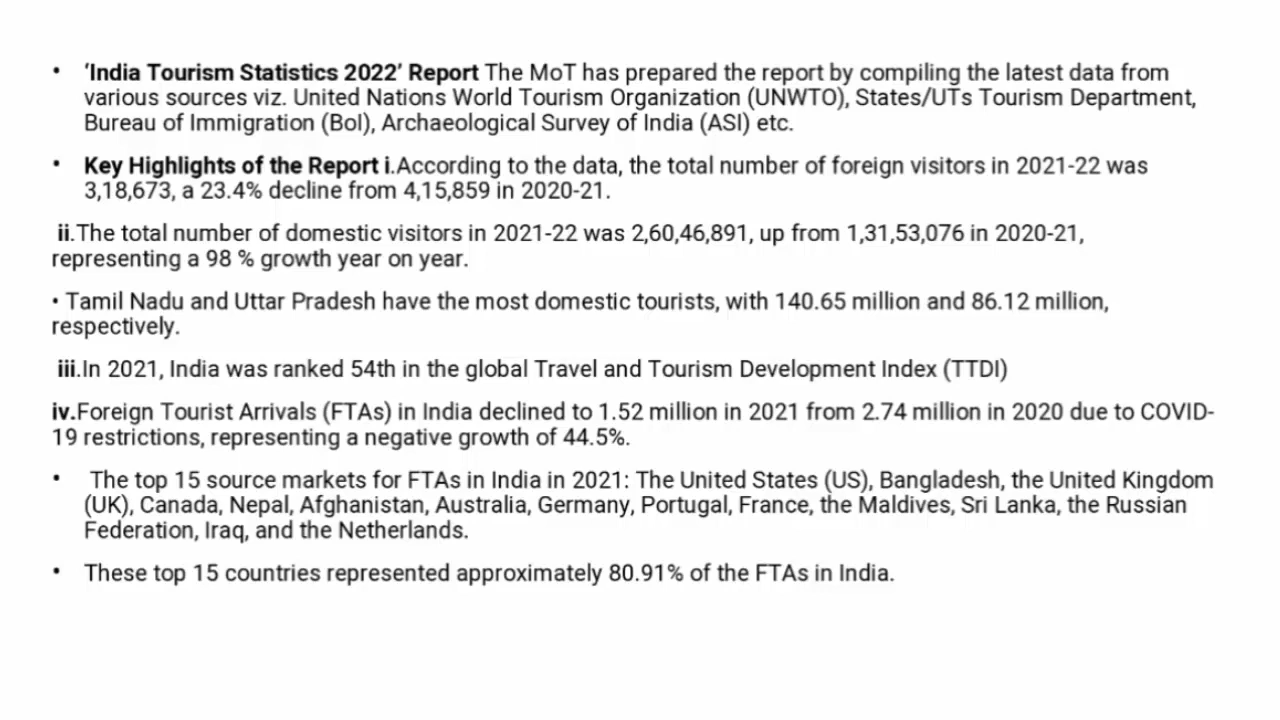 • ‘India Tourism Statistics 2022’ Report The MoT has prepared the report by compiling the latest data from
various sources viz. United Nations World Tourism Organization (UNWTO), States/UTs Tourism Department,
Bureau of Immigration (BoI), Archaeological Survey of India (ASI) etc.
• Key Highlights of the Report i.According to the data, the total number of foreign visitors in 2021-22 was
3,18,673, a 23.4% decline from 4,15,859 in 2020-21.
ii.The total number of domestic visitors in 2021-22 was 2,60,46,891, up from 1,31,53,076 in 2020-21,
representing a 98 % growth year on year.
• Tamil Nadu and Uttar Pradesh have the most domestic tourists, with 140.65 million and 86.12 million,
respectively.
iii.In 2021, India was ranked 54th in the global Travel and Tourism Development Index (TTDI)
iv.Foreign Tourist Arrivals (FTAs) in India declined to 1.52 million in 2021 from 2.74 million in 2020 due to COVID-
19 restrictions, representing a negative growth of 44.5%.
• The top 15 source markets for FTAs in India in 2021: The United States (US), Bangladesh, the United Kingdom
(UK), Canada, Nepal, Afghanistan, Australia, Germany, Portugal, France, the Maldives, Sri Lanka, the Russian
Federation, Iraq, and the Netherlands.
• These top 15 countries represented approximately 80.91% of the FTAs in India.